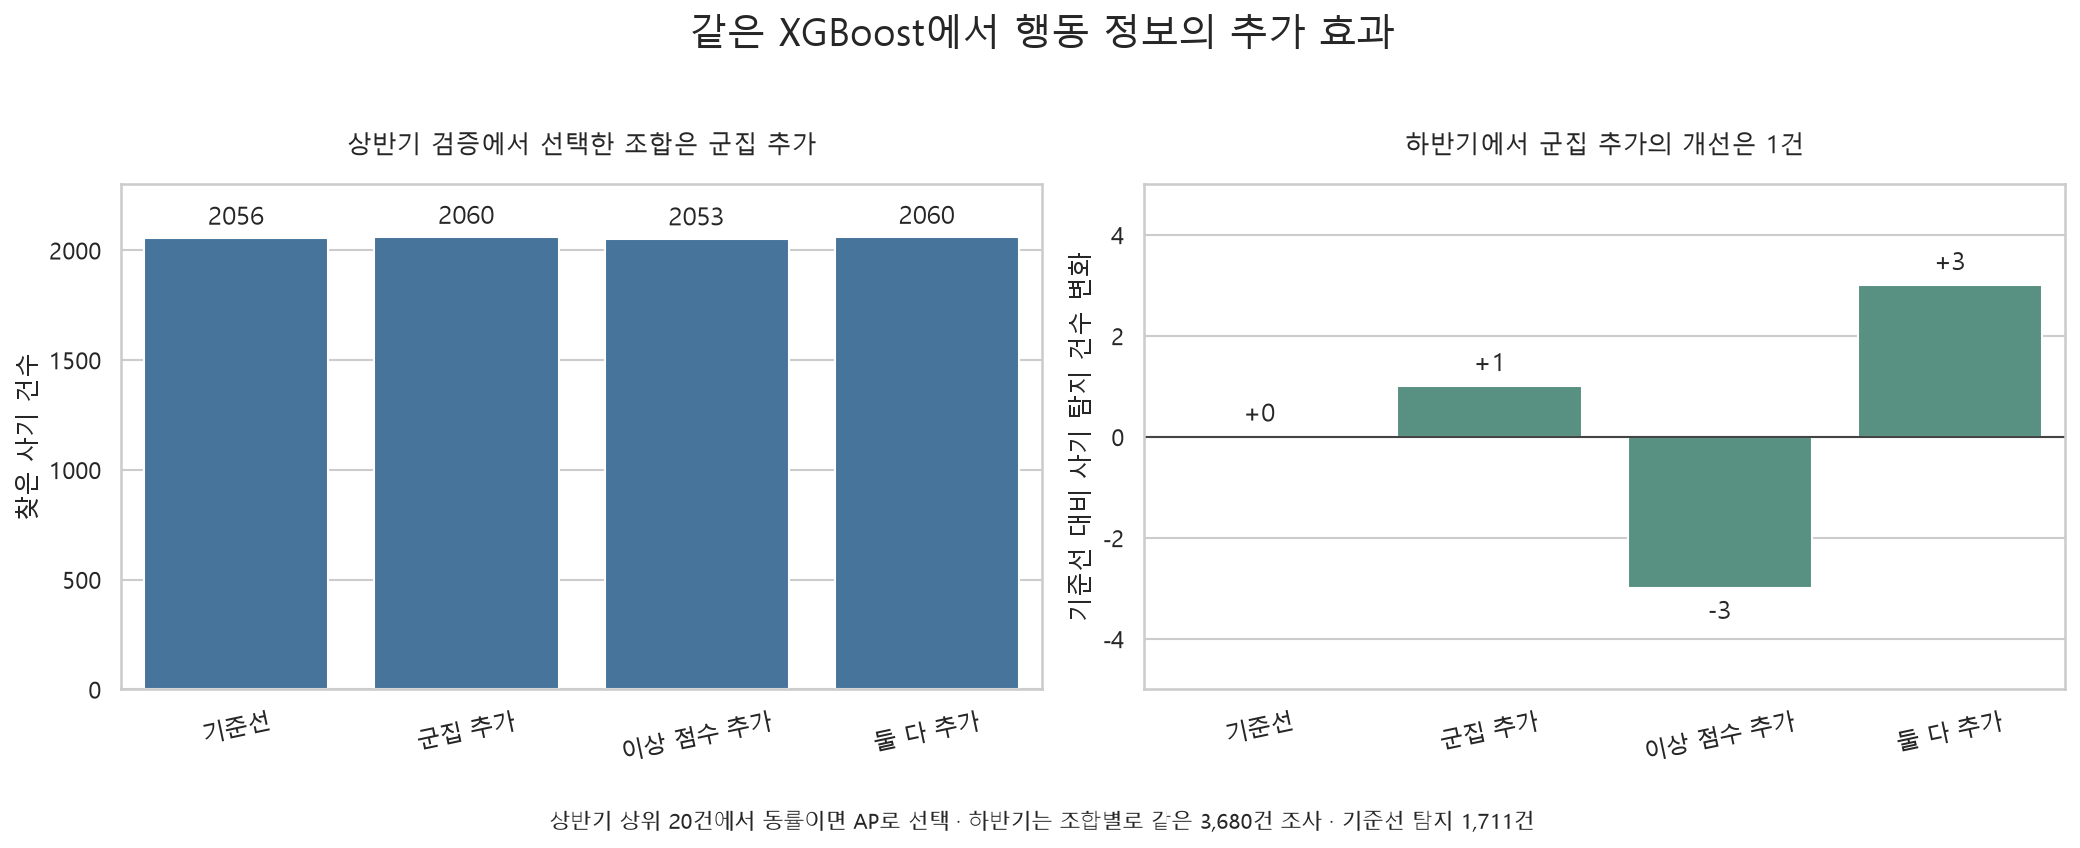 같은 XGBoost에서 행동 정보의 추가 효과
상반기 검증에서 선택한 조합은 군집 추가
찾은 사기 건수
2000
1500
1000
500
0
2056
2060
2053
2060
기준선
군집 추가
이상 점수 추가
둘 다 추가
하반기에서 군집 추가의 개선은 1건
기준선 대비 사기 탐지 건수 변화
4
2
0
-2
-4
+0
+1
-3
+3
기준선
군집 추가
이상 점수 추가
둘 다 추가
상반기 상위 20건에서 동률이면 AP로 선택 · 하반기는 조합별로 같은 3,680건 조사 · 기준선 탐지 1,711건